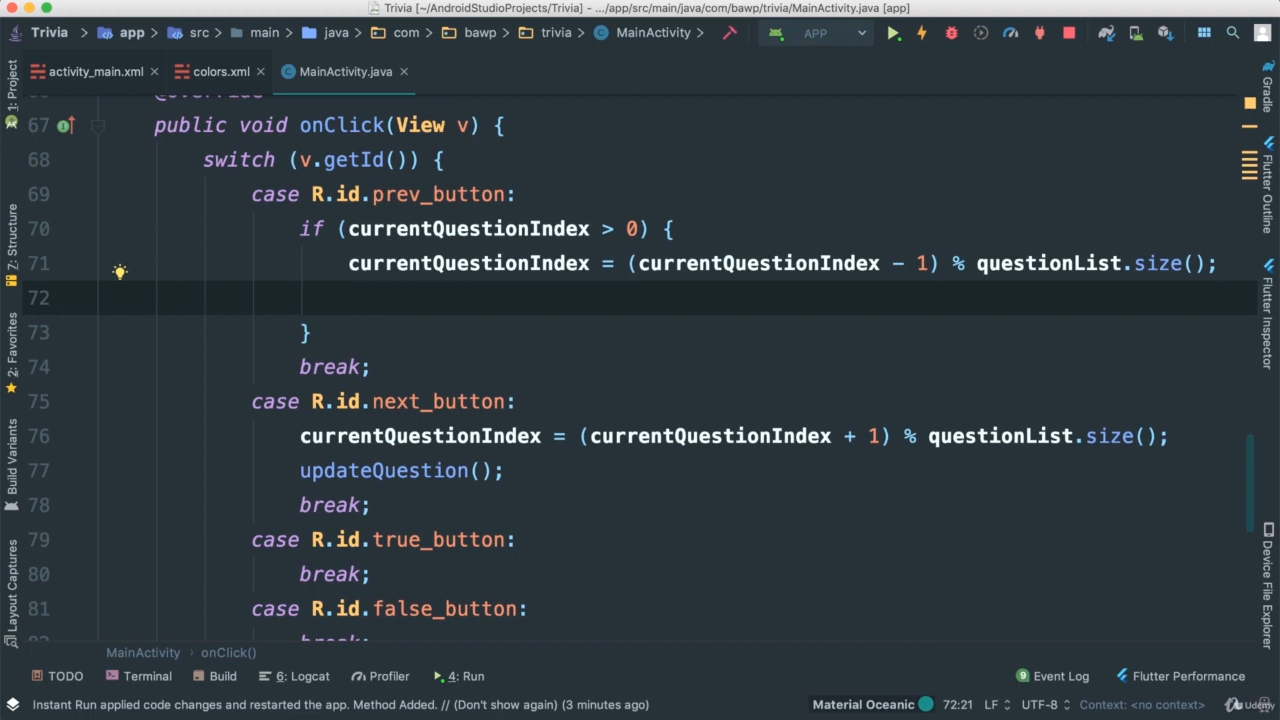 Trivia [~/AndroidStudioProjects/Trivia] - .../app/src/main/java/com/bawp/trivia/MainActivity.java [app]
Trivia app src main java com bawp trivia MainActivity APP
activity_main.xml colors.xml MainActivity.java
@Override
67 public void onClick(View v) {
68 switch (v.getId()) {
69 case R.id.prev_button:
70 if (currentQuestionIndex > 0) {
71 currentQuestionIndex = (currentQuestionIndex - 1) % questionList.size();
72
73 }
74 break;
75 case R.id.next_button:
76 currentQuestionIndex = (currentQuestionIndex + 1) % questionList.size();
77 updateQuestion();
78 break;
79 case R.id.true_button:
80 break;
81 case R.id.false_button:
break;
1: Project
7: Structure
2: Favorites
Build Variants
Layout Captures
Gradle
Flutter Outline
Flutter Inspector
Device File Explorer
MainActivity › onClick()
TODO Terminal Build 6: Logcat Profiler 4: Run 9 Event Log Flutter Performance
Instant Run applied code changes and restarted the app. Method Added. // (Don't show again) (3 minutes ago) Material Oceanic 72:21 LF UTF-8 Context: <no context>
Udemy